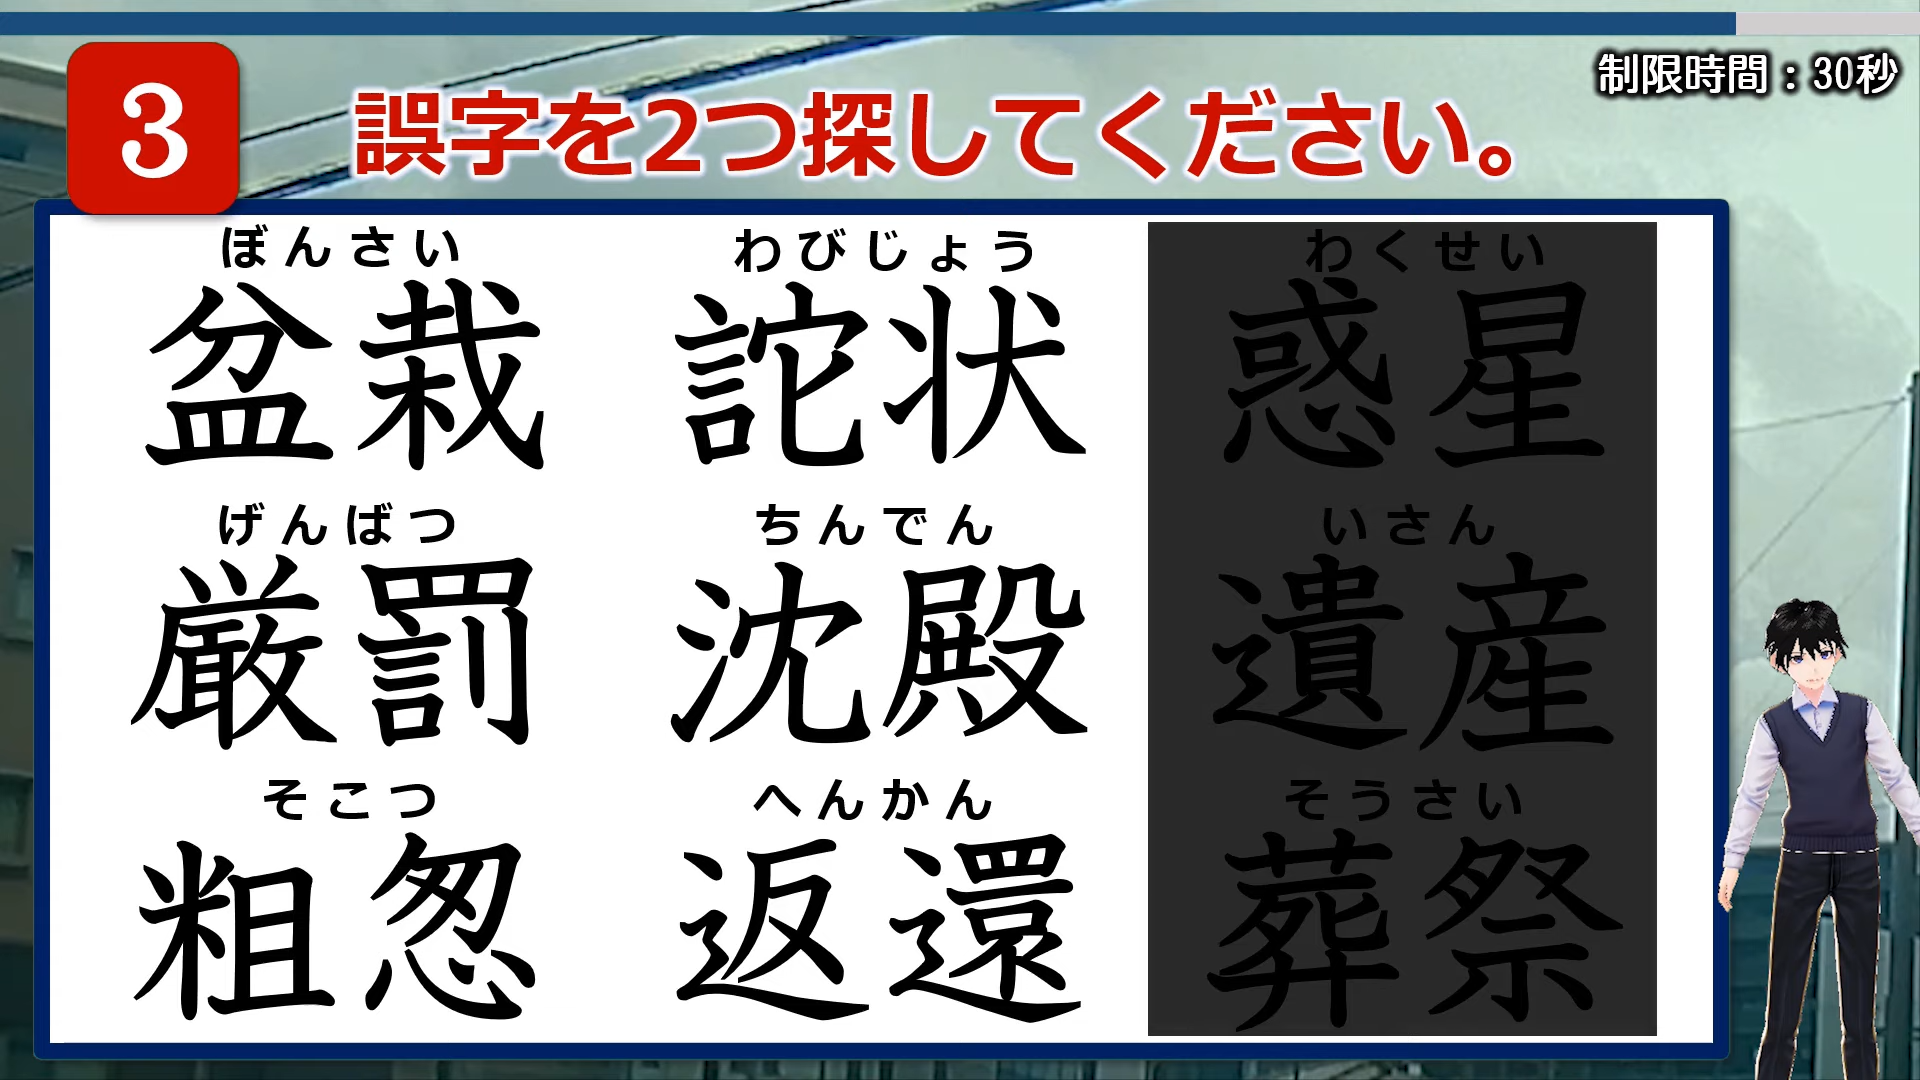 制限時間：30秒
3
誤字を2つ探してください。
ぼんさい わびじょう わくせい
盆栽 詫状 惑星
げんばつ ちんでん いさん
厳罰 沈殿 遺産
そこつ へんかん そうさい
粗忽 返還 葬祭